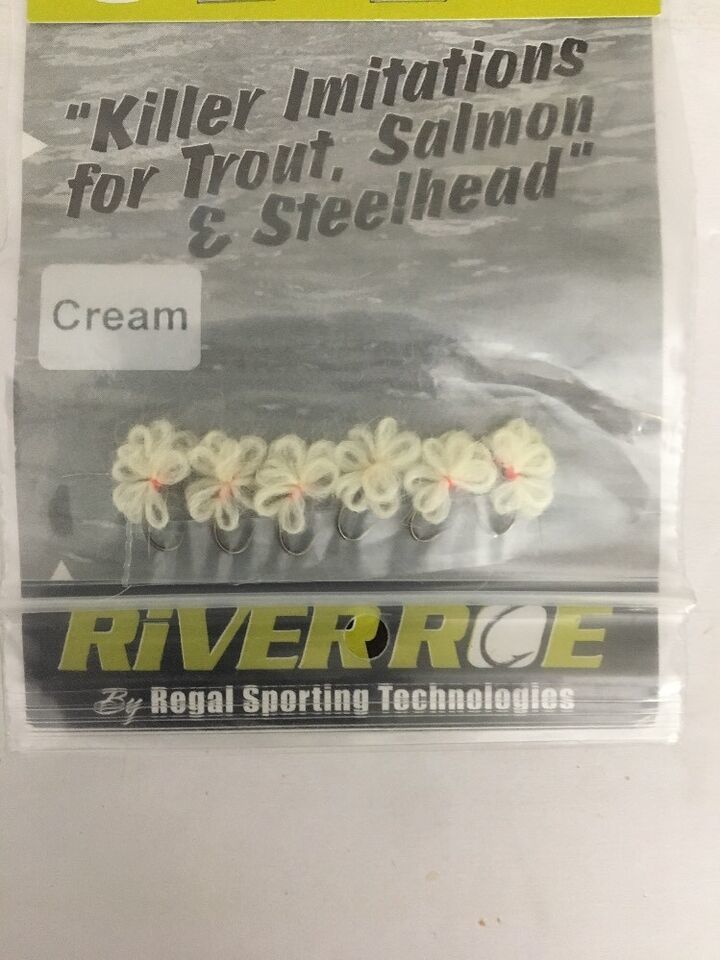 "Killer Imitations
for Trout, Salmon
& Steelhead"
Cream
RiVER ROE
By Regal Sporting Technologies